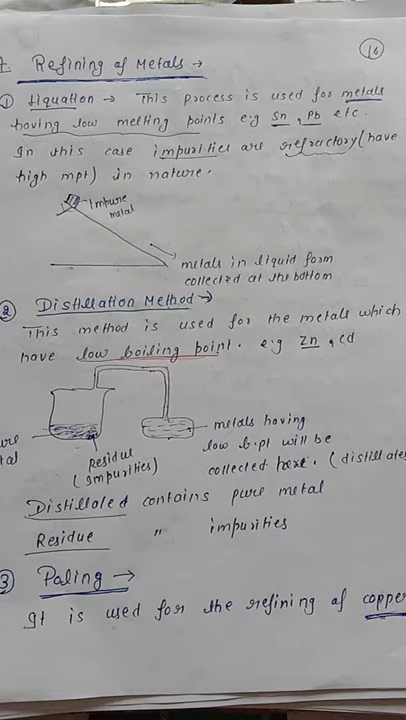 16
7. Refining of Metals →
① Liquation → This process is used for metals
having low melting points e.g Sn, Pb etc.
In this case impurities are refractory (have
high mpt) in nature.
Impure
metal
metals in liquid form
collected at the bottom
② Distillation Method →
This method is used for the metals which
have low boiling point. e.g Zn, Cd
ure
tal
Residue
(Impurities)
metals having
low b.pt will be
collected here. (distillates
Distillated contains pure metal
Residue " impurities
③ Poling →
It is used for the refining of copper